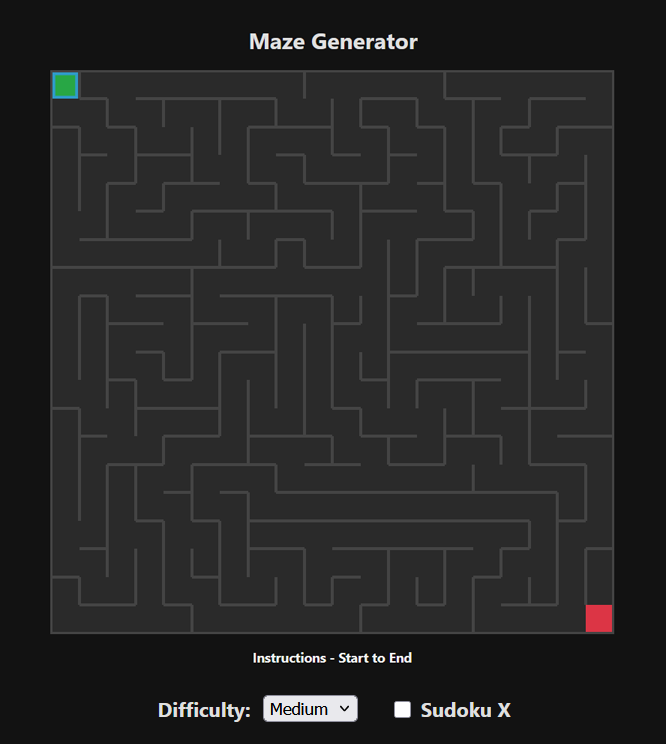 Maze Generator
Instructions - Start to End
Difficulty: Medium Sudoku X